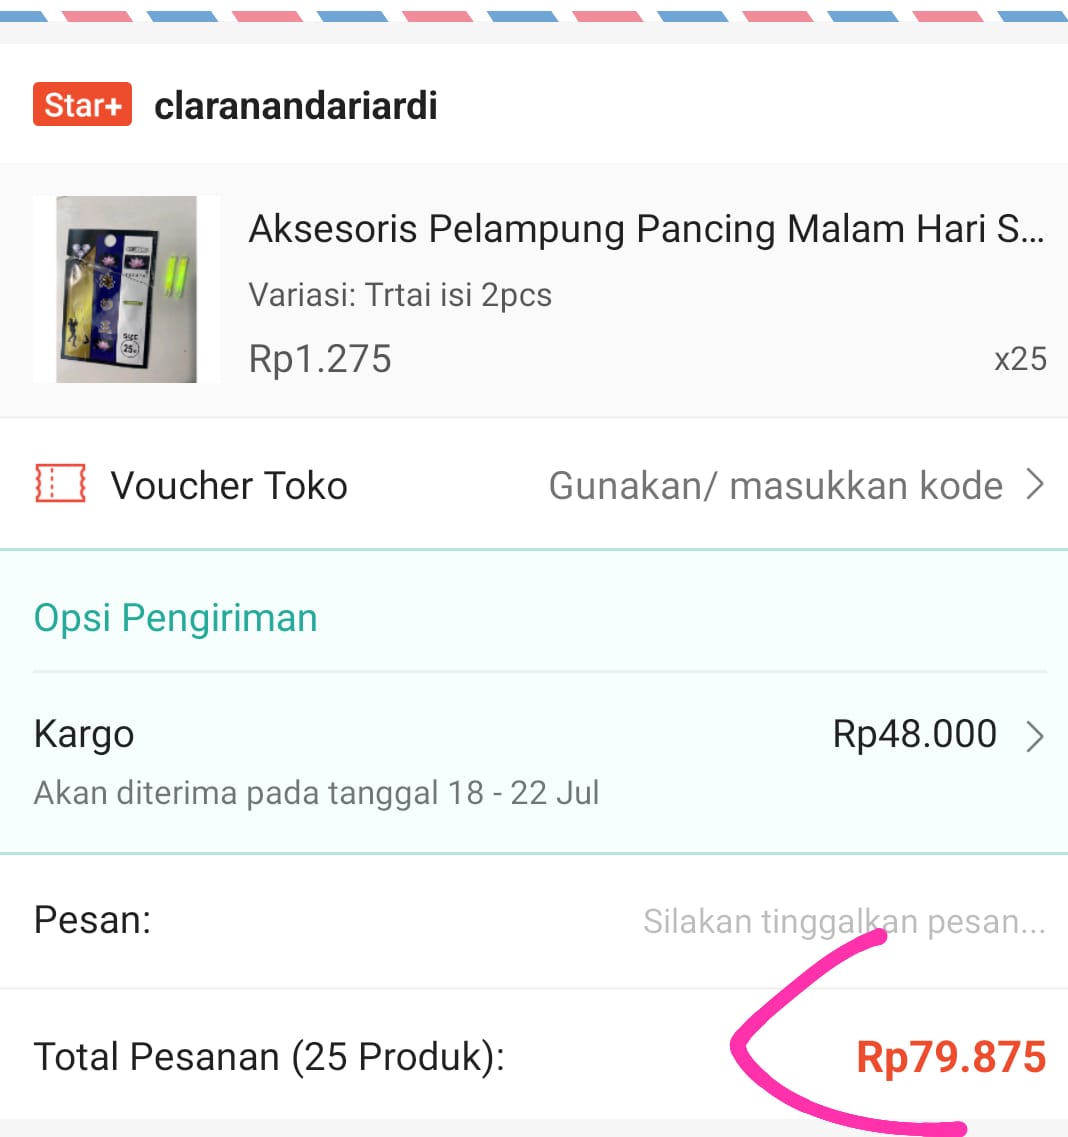 Star+ claranandariardi
Aksesoris Pelampung Pancing Malam Hari S...
Variasi: Trtai isi 2pcs
Rp1.275
x25
SIZE
25
Voucher Toko
Gunakan/ masukkan kode
Opsi Pengiriman
Kargo
Rp48.000
Akan diterima pada tanggal 18 - 22 Jul
Pesan:
Silakan tinggalkan pesan...
Total Pesanan (25 Produk):
Rp79.875